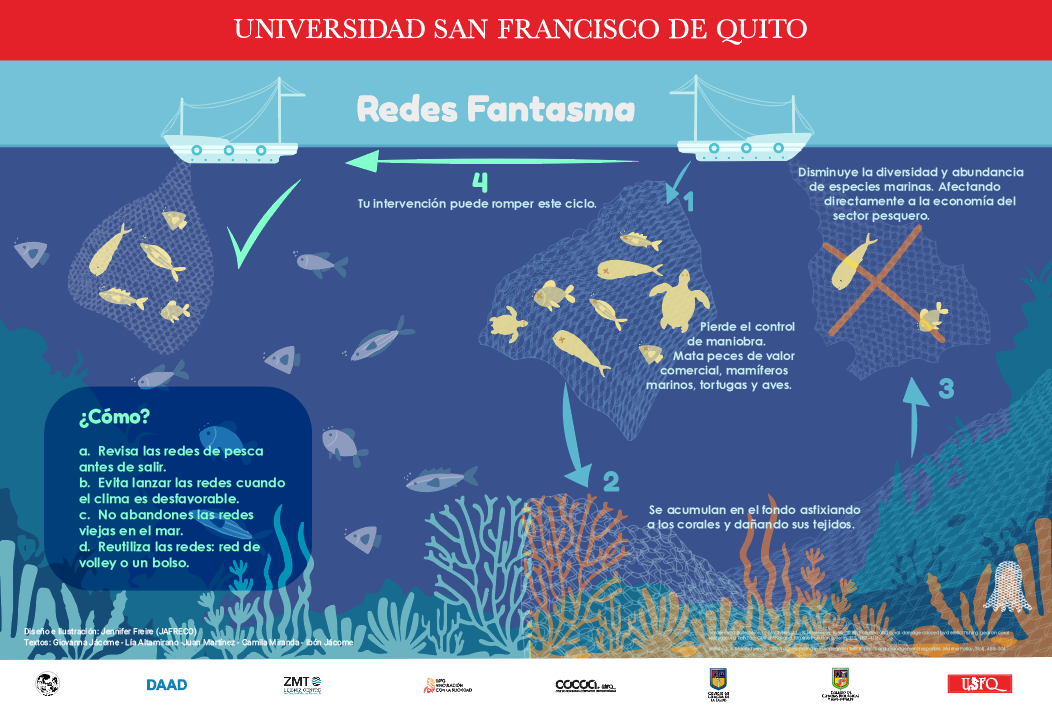 UNIVERSIDAD SAN FRANCISCO DE QUITO
Redes Fantasma
4
Tu intervención puede romper este ciclo.
1
Disminuye la diversidad y abundancia
de especies marinas. Afectando
directamente a la economía del
sector pesquero.
Pierde el control
de maniobra.
Mata peces de valor
comercial, mamíferos
marinos, tortugas y aves.
3
2
Se acumulan en el fondo asfixiando
a los corales y dañando sus tejidos.
¿Cómo?
a. Revisa las redes de pesca
antes de salir.
b. Evita lanzar las redes cuando
el clima es desfavorable.
c. No abandones las redes
viejas en el mar.
d. Reutiliza las redes: red de
volley o un bolso.
Diseño e Ilustración: Jennifer Freire (JAFRECO)
Textos: Giovanna Jácome - Lía Altamirano -Juan Martínez - Camila Miranda - Ibón Jácome
DAAD
ZMT
USFQ
VINCULACIÓN
CON LA SOCIEDAD
USFQ